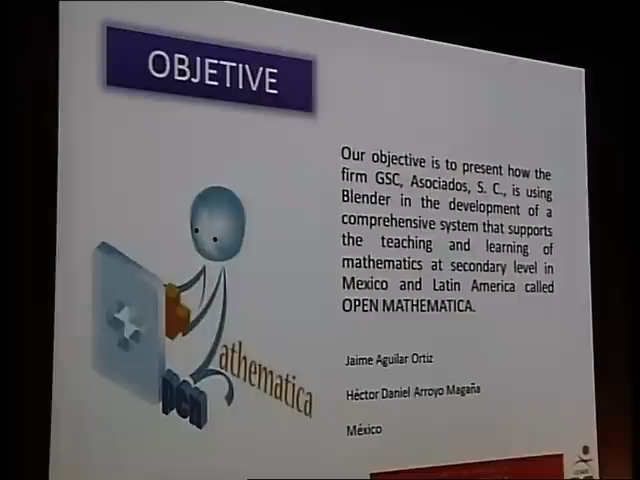 OBJETIVE
Our objective is to present how the
firm GSC, Asociados, S. C., is using
Blender in the development of a
comprehensive system that supports
the teaching and learning of
mathematics at secondary level in
Mexico and Latin America called
OPEN MATHEMATICA.
athematica
pen
Jaime Aguilar Ortiz
Héctor Daniel Arroyo Magaña
México